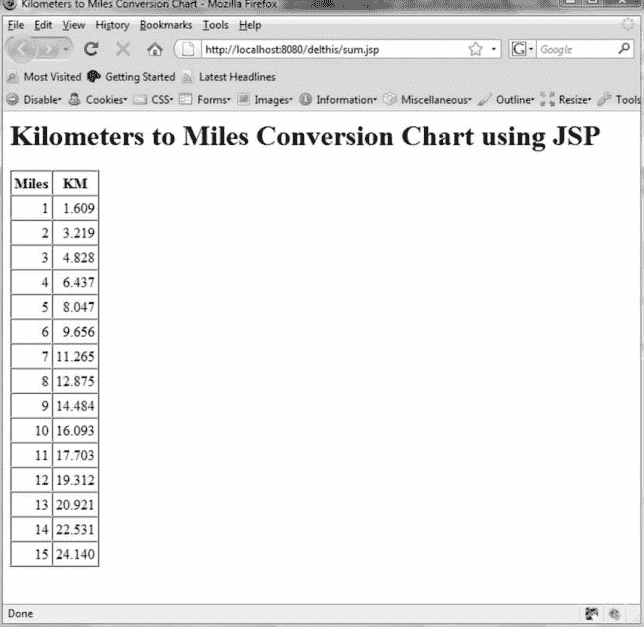 Kilometers to Miles Conversion Chart - Mozilla Firefox
File Edit View History Bookmarks Tools Help
http://localhost:8080/delthis/sum.jsp Google
Most Visited Getting Started Latest Headlines
Disable Cookies CSS Forms Images Information Miscellaneous Outline Resize Tools
Kilometers to Miles Conversion Chart using JSP
Miles KM
1 1.609
2 3.219
3 4.828
4 6.437
5 8.047
6 9.656
7 11.265
8 12.875
9 14.484
10 16.093
11 17.703
12 19.312
13 20.921
14 22.531
15 24.140
Done